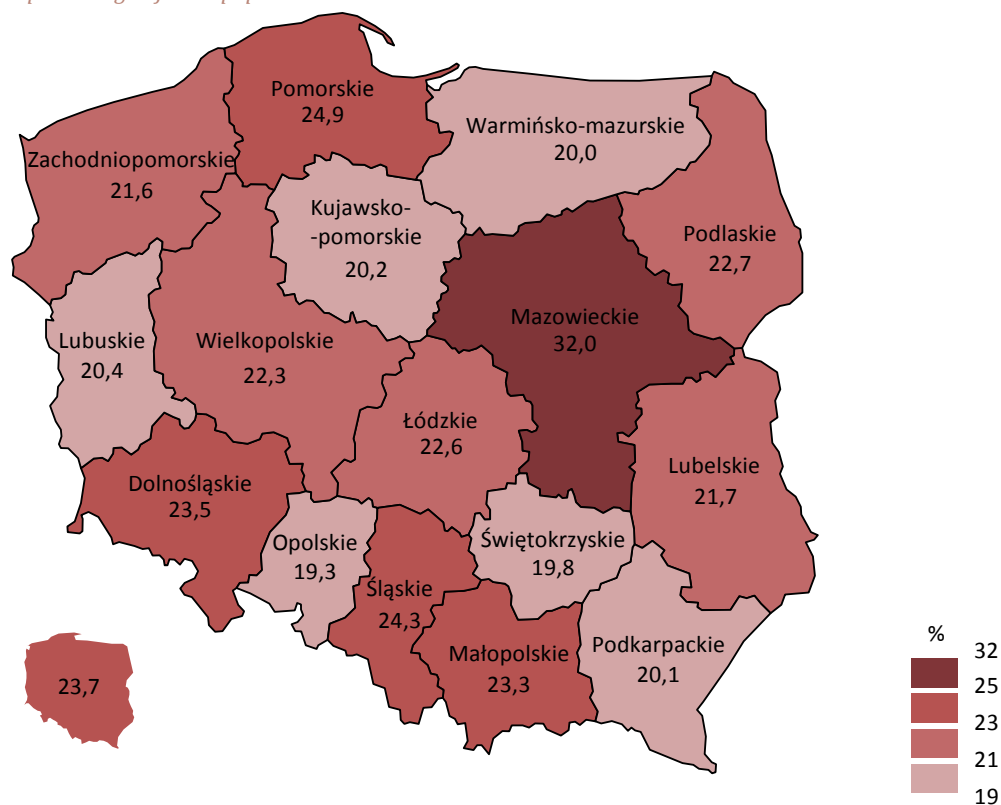 Pomorskie
24,9
Warmińsko-mazurskie
20,0
Zachodniopomorskie
21,6
Kujawsko-
-pomorskie
20,2
Podlaskie
22,7
Mazowieckie
32,0
Lubuskie
20,4
Wielkopolskie
22,3
Łódzkie
22,6
Lubelskie
21,7
Dolnośląskie
23,5
Opolskie
19,3
Świętokrzyskie
19,8
Śląskie
24,3
Małopolskie
23,3
Podkarpackie
20,1
23,7
%
32
25
23
21
19